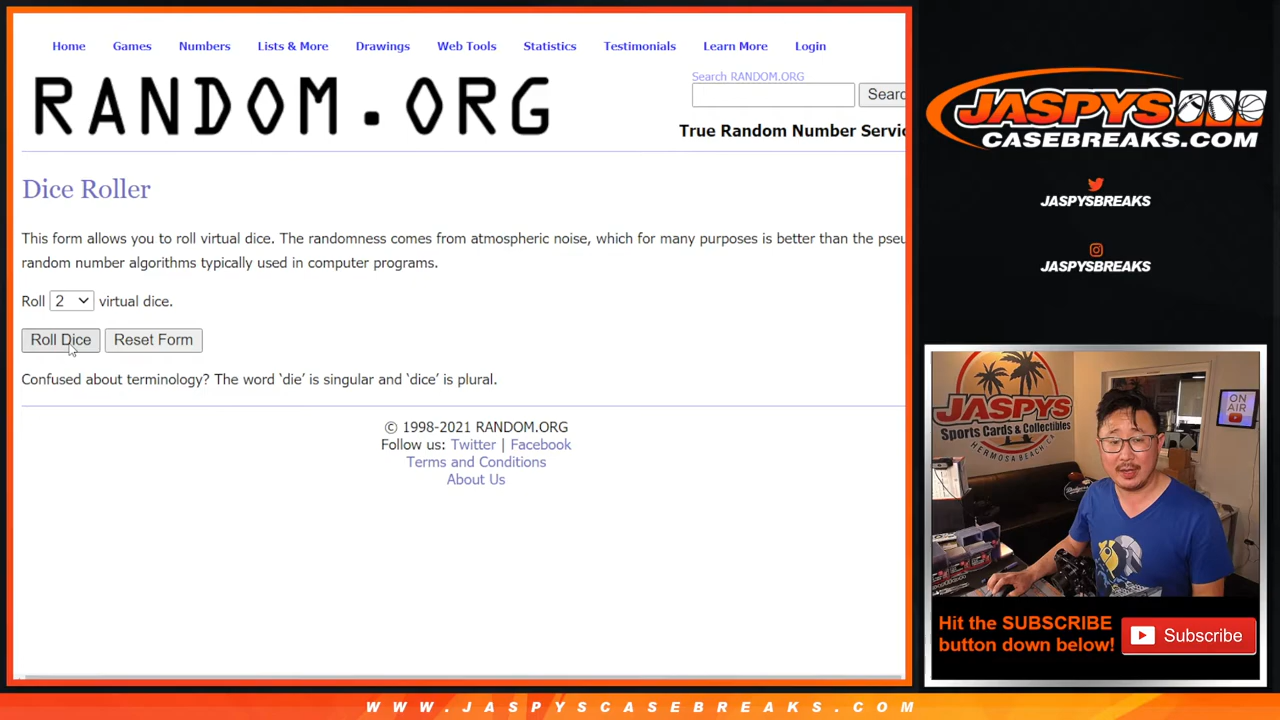 Home Games Numbers Lists & More Drawings Web Tools Statistics Testimonials Learn More Login
RANDOM.ORG
Search RANDOM.ORG
Searc
True Random Number Servic
Dice Roller
This form allows you to roll virtual dice. The randomness comes from atmospheric noise, which for many purposes is better than the pseu
random number algorithms typically used in computer programs.
Roll 2 virtual dice.
Roll Dice Reset Form
Confused about terminology? The word ‘die’ is singular and ‘dice’ is plural.
© 1998-2021 RANDOM.ORG
Follow us: Twitter | Facebook
Terms and Conditions
About Us
JASPYS
CASEBREAKS.COM
JASPYSBREAKS
JASPYSBREAKS
JASPYS
Sports Cards & Collectibles
HERMOSA BEACH, CA
ON
AIR
Dodgers
Hit the SUBSCRIBE
button down below!
Subscribe
WWW.JASPYSCASEBREAKS.COM